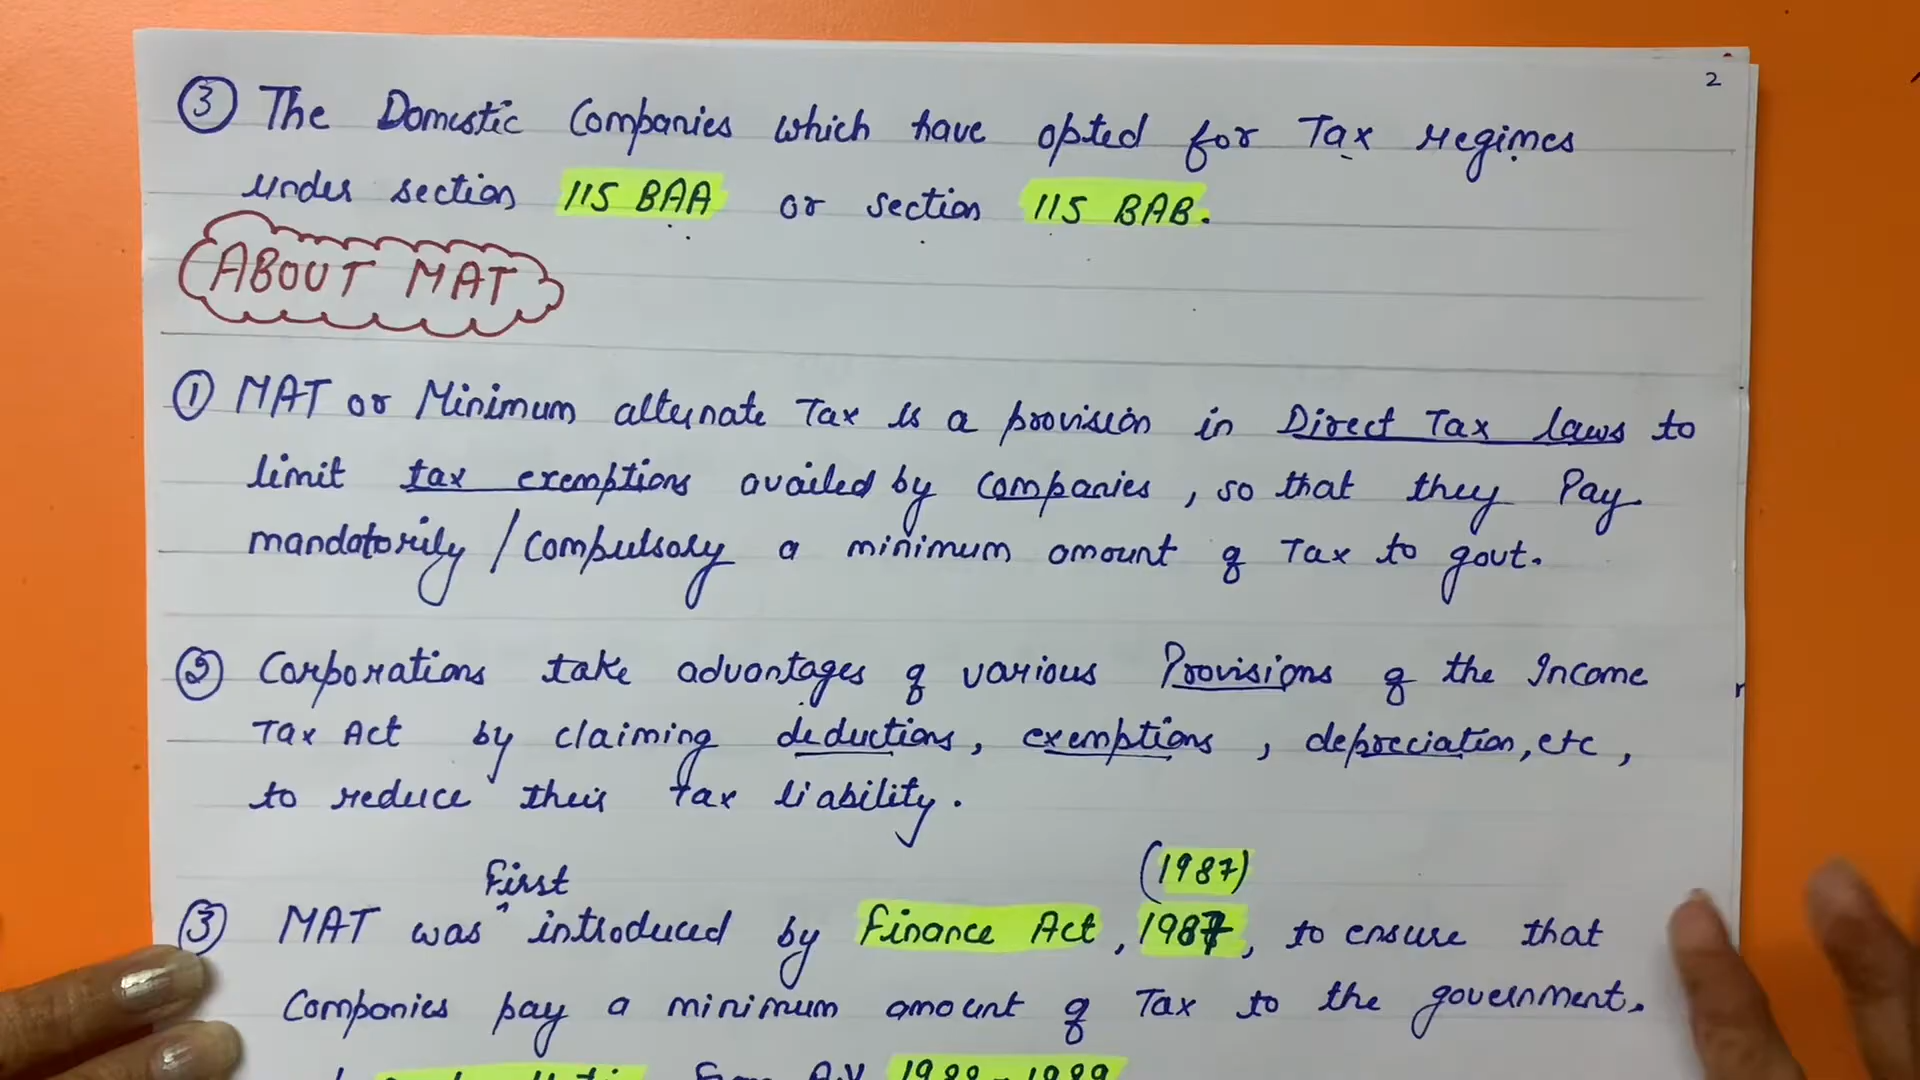 2
③ The Domestic Companies which have opted for Tax regimes
under section 115 BAA or section 115 BAB.
ABOUT MAT
① MAT or Minimum alternate Tax is a provision in Direct Tax laws to
limit tax exemptions availed by companies, so that they Pay
mandatorily / compulsory a minimum amount of Tax to govt.
② Corporations take advantages of various Provisions of the Income
Tax Act by claiming deductions, exemptions, depreciation, etc,
to reduce their tax liability.
First (1987)
③ MAT was ^ introduced by Finance Act, 1987, to ensure that
Companies pay a minimum amount of Tax to the government.
from A.Y 1988-1989